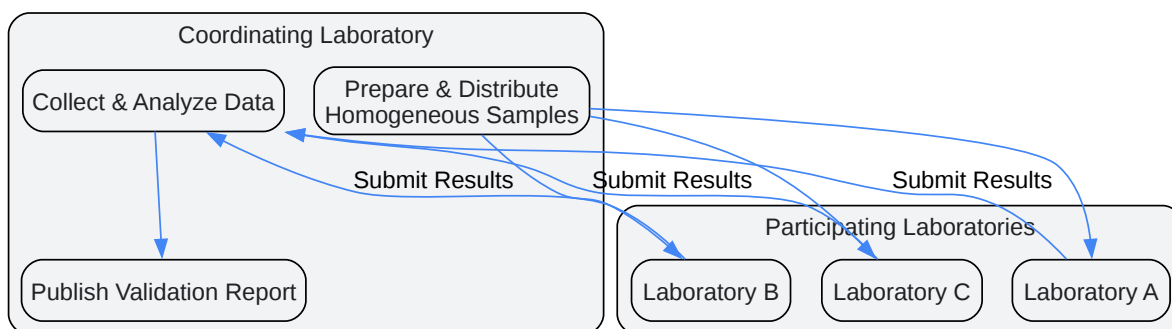 Coordinating Laboratory
Collect & Analyze Data
Prepare & Distribute
Homogeneous Samples
Submit Results
Submit Results
Submit Results
Participating Laboratories
Publish Validation Report
Laboratory B
Laboratory C
Laboratory A